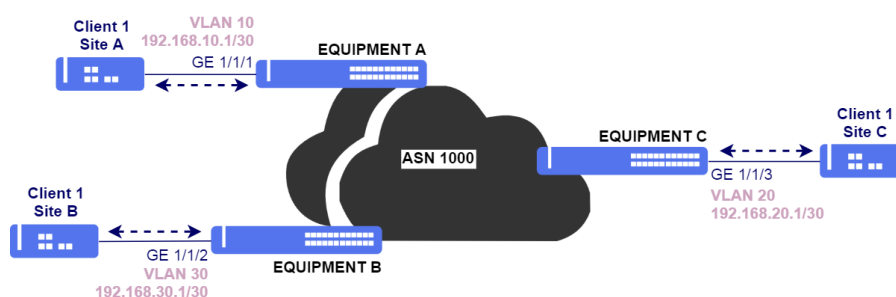 Client 1
Site A
VLAN 10
192.168.10.1/30
GE 1/1/1
EQUIPMENT A
ASN 1000
EQUIPMENT C
Client 1
Site C
GE 1/1/3
VLAN 20
192.168.20.1/30
Client 1
Site B
GE 1/1/2
VLAN 30
192.168.30.1/30
EQUIPMENT B